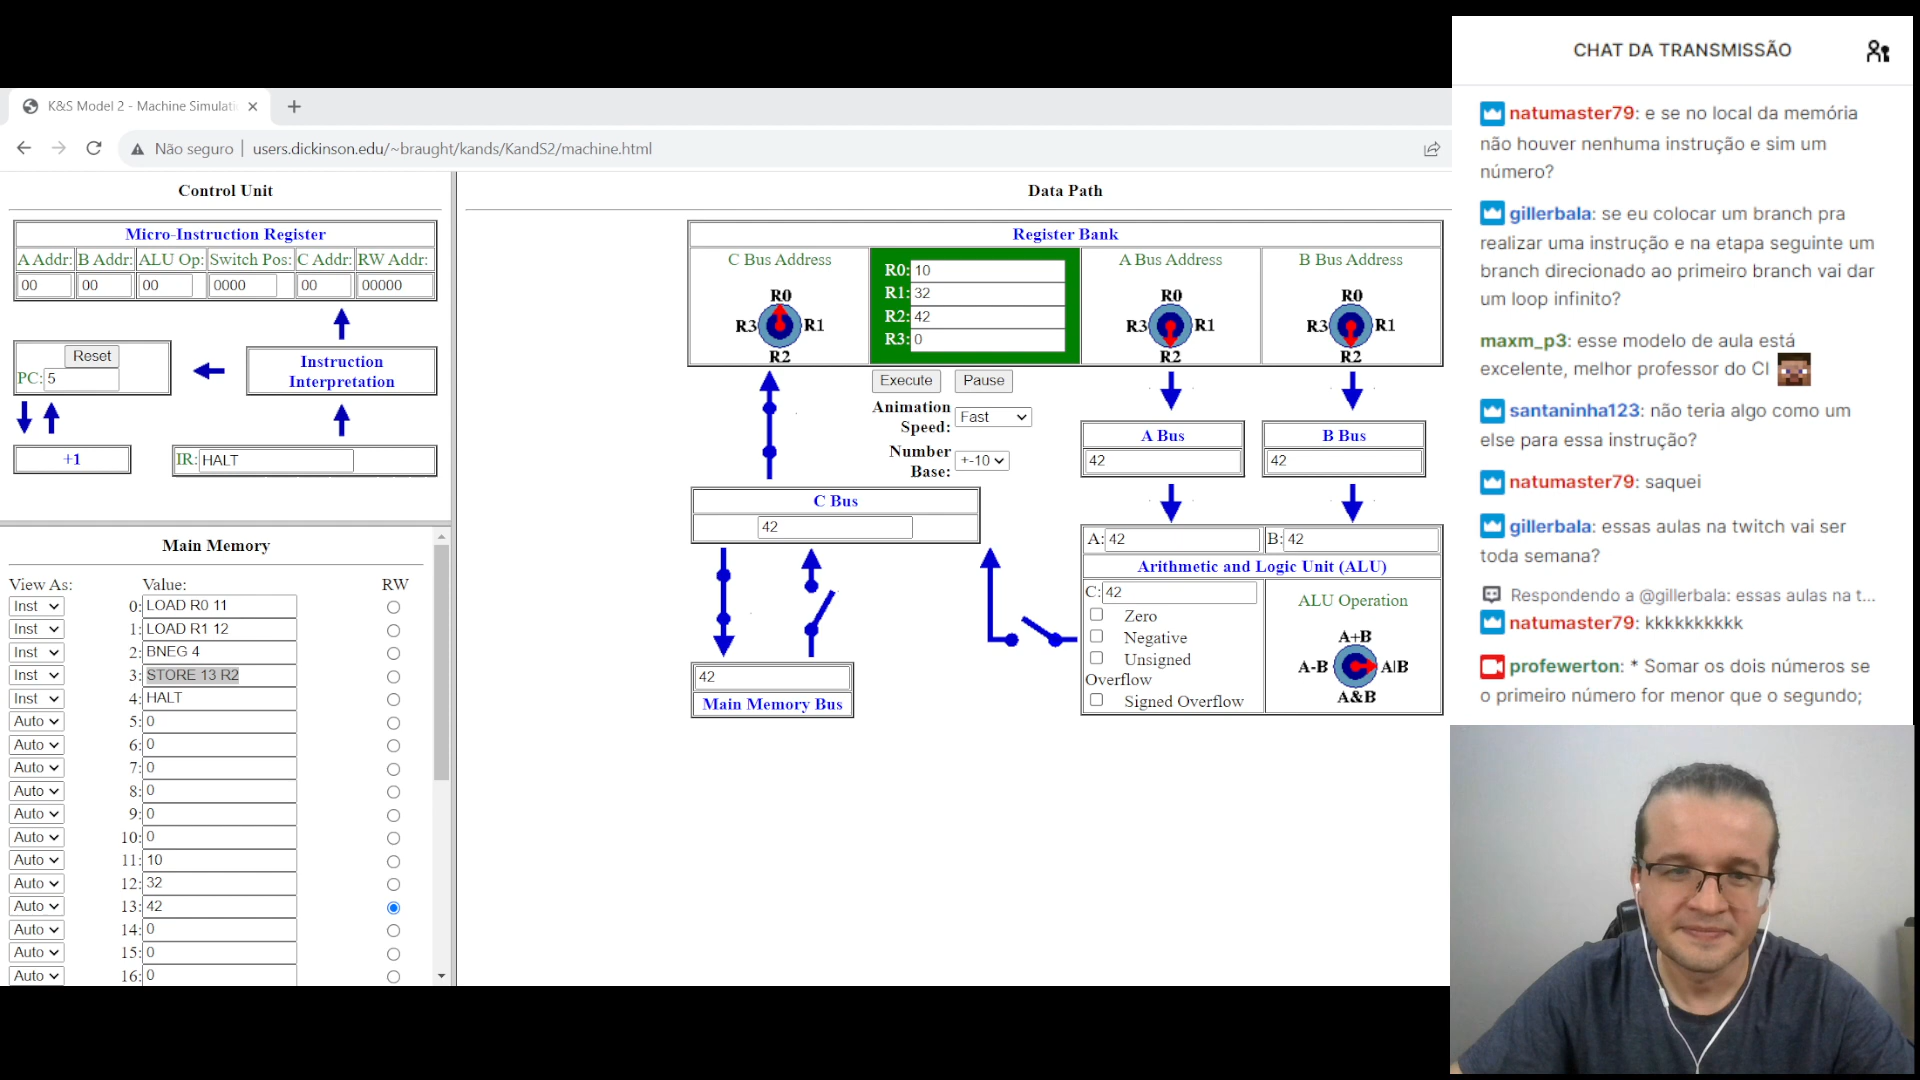 K&S Model 2 - Machine Simulati
Não seguro
users.dickinson.edu/~braught/kands/KandS2/machine.html
Control Unit
Micro-Instruction Register
A Addr: B Addr: ALU Op: Switch Pos: C Addr: RW Addr:
00 00 00 0000 00 00000
Reset
PC: 5
Instruction
Interpretation
+1
IR: HALT
Main Memory
View As: Value: RW
Inst 0: LOAD R0 11
Inst 1: LOAD R1 12
Inst 2: BNEG 4
Inst 3: STORE 13 R2
Inst 4: HALT
Auto 5: 0
Auto 6: 0
Auto 7: 0
Auto 8: 0
Auto 9: 0
Auto 10: 0
Auto 11: 10
Auto 12: 32
Auto 13: 42
Auto 14: 0
Auto 15: 0
Auto 16: 0
Data Path
Register Bank
C Bus Address
R0
R3 R1
R2
R0: 10
R1: 32
R2: 42
R3: 0
A Bus Address
R0
R3 R1
R2
B Bus Address
R0
R3 R1
R2
Execute Pause
Animation
Speed: Fast
Number
Base: +-10
A Bus
42
B Bus
42
C Bus
42
42
Main Memory Bus
A: 42 B: 42
Arithmetic and Logic Unit (ALU)
C: 42
Zero
Negative
Unsigned
Overflow
Signed Overflow
ALU Operation
A+B
A-B A|B
A&B
CHAT DA TRANSMISSÃO
natumaster79: e se no local da memória
não houver nenhuma instrução e sim um
número?
gillerbala: se eu colocar um branch pra
realizar uma instrução e na etapa seguinte um
branch direcionado ao primeiro branch vai dar
um loop infinito?
maxm_p3: esse modelo de aula está
excelente, melhor professor do CI
santaninha123: não teria algo como um
else para essa instrução?
natumaster79: saquei
gillerbala: essas aulas na twitch vai ser
toda semana?
Respondendo a @gillerbala: essas aulas na t...
natumaster79: kkkkkkkkkk
profewerton: * Somar os dois números se
o primeiro número for menor que o segundo;